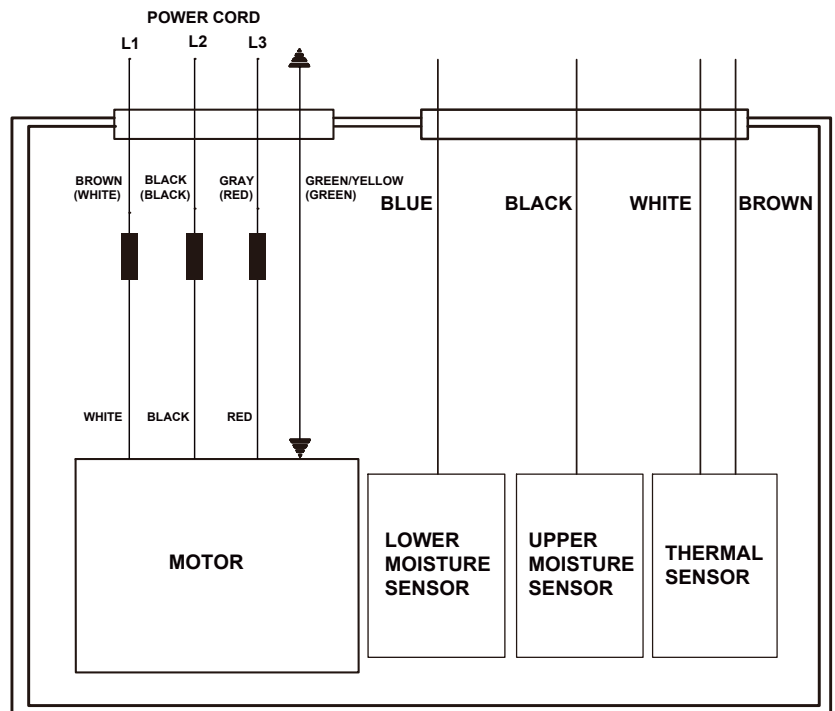 POWER CORD
L1 L2 L3
BROWN
(WHITE)
BLACK
(BLACK)
GRAY
(RED)
GREEN/YELLOW
(GREEN)
BLUE
BLACK
WHITE
BROWN
WHITE
BLACK
RED
MOTOR
LOWER
MOISTURE
SENSOR
UPPER
MOISTURE
SENSOR
THERMAL
SENSOR